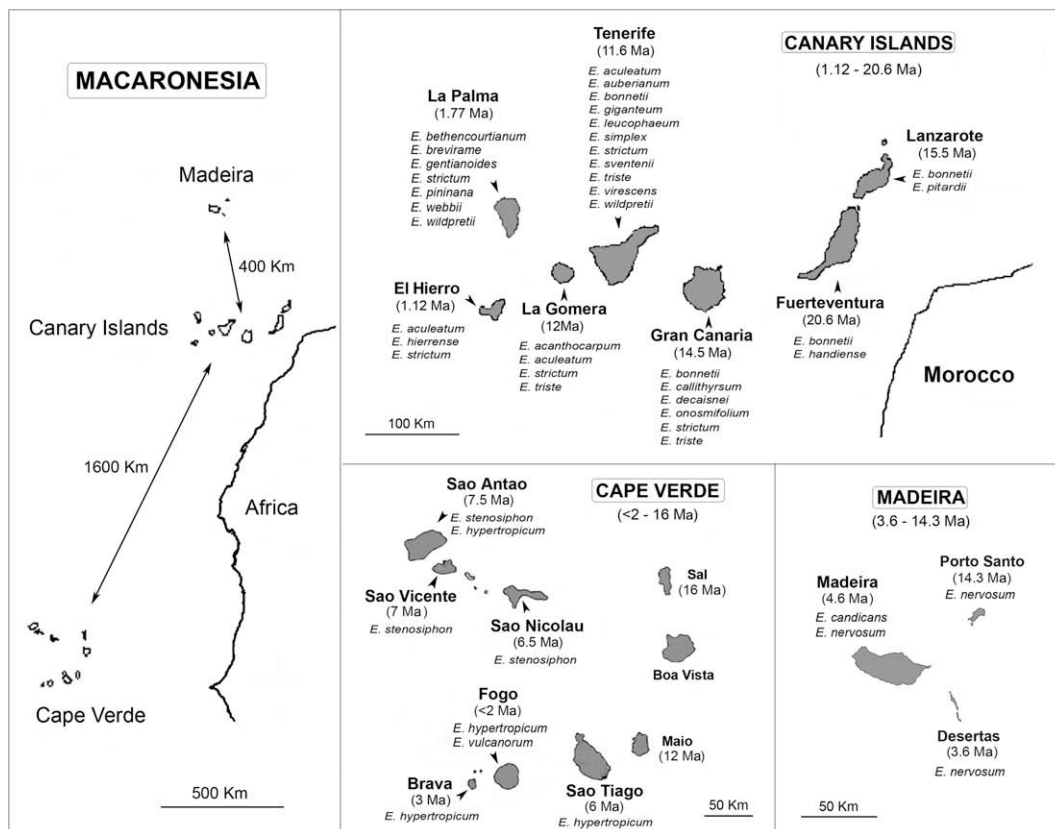 MACARONESIA
Madeira
400 Km
Canary Islands
1600 Km
Africa
Cape Verde
500 Km
CANARY ISLANDS
(1.12 - 20.6 Ma)
Tenerife
(11.6 Ma)
E. aculeatum
E. auberianum
E. bonnetii
E. giganteum
E. leucophaeum
E. simplex
E. strictum
E. sventenii
E. triste
E. virescens
E. wildpretii
La Palma
(1.77 Ma)
E. bethencourtianum
E. brevirame
E. gentianoides
E. strictum
E. pininana
E. webbii
E. wildpretii
Lanzarote
(15.5 Ma)
E. bonnetii
E. pitardii
El Hierro
(1.12 Ma)
E. aculeatum
E. hierrense
E. strictum
La Gomera
(12Ma)
E. acanthocarpum
E. aculeatum
E. strictum
E. triste
Gran Canaria
(14.5 Ma)
E. bonnetii
E. callithyrsum
E. decaisnei
E. onosmifolium
E. strictum
E. triste
Fuerteventura
(20.6 Ma)
E. bonnetii
E. handiense
Morocco
100 Km
CAPE VERDE
(<2 - 16 Ma)
Sao Antao
(7.5 Ma)
E. stenosiphon
E. hypertropicum
Sao Vicente
(7 Ma)
E. stenosiphon
Sao Nicolau
(6.5 Ma)
E. stenosiphon
Sal
(16 Ma)
Boa Vista
Fogo
(<2 Ma)
E. hypertropicum
E. vulcanorum
Brava
(3 Ma)
E. hypertropicum
Maio
(12 Ma)
Sao Tiago
(6 Ma)
E. hypertropicum
50 Km
MADEIRA
(3.6 - 14.3 Ma)
Porto Santo
(14.3 Ma)
E. nervosum
Madeira
(4.6 Ma)
E. candicans
E. nervosum
Desertas
(3.6 Ma)
E. nervosum
50 Km